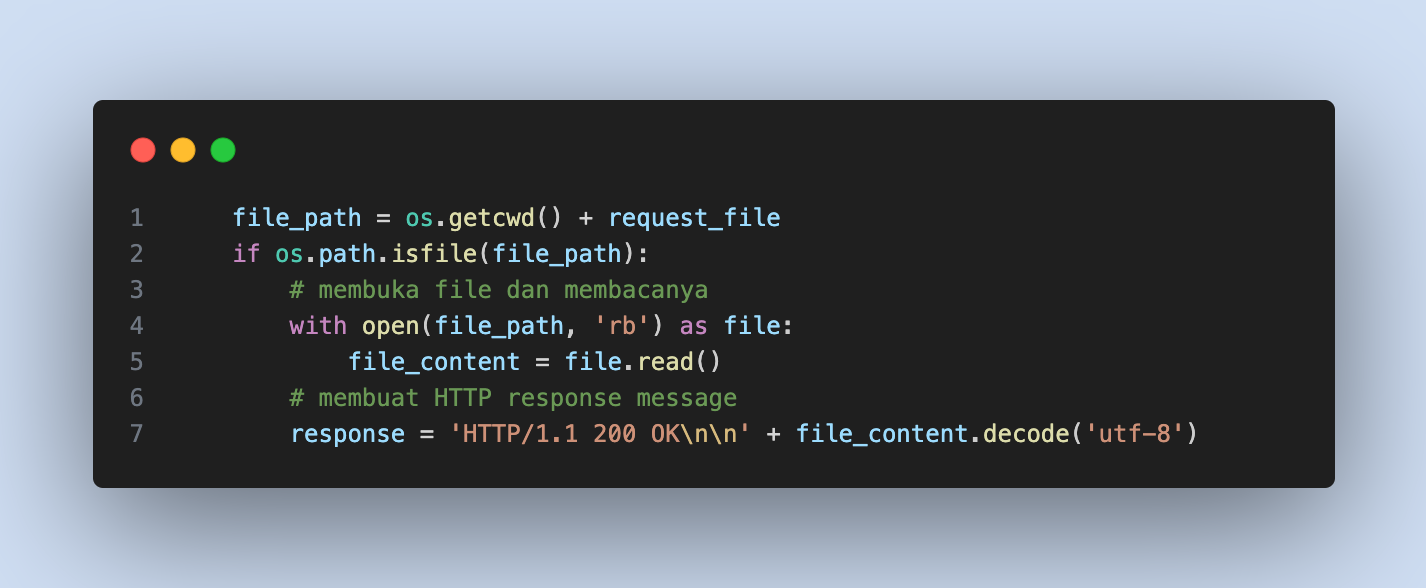 1 file_path = os.getcwd() + request_file
2 if os.path.isfile(file_path):
3 # membuka file dan membacanya
4 with open(file_path, 'rb') as file:
5 file_content = file.read()
6 # membuat HTTP response message
7 response = 'HTTP/1.1 200 OK\n\n' + file_content.decode('utf-8')